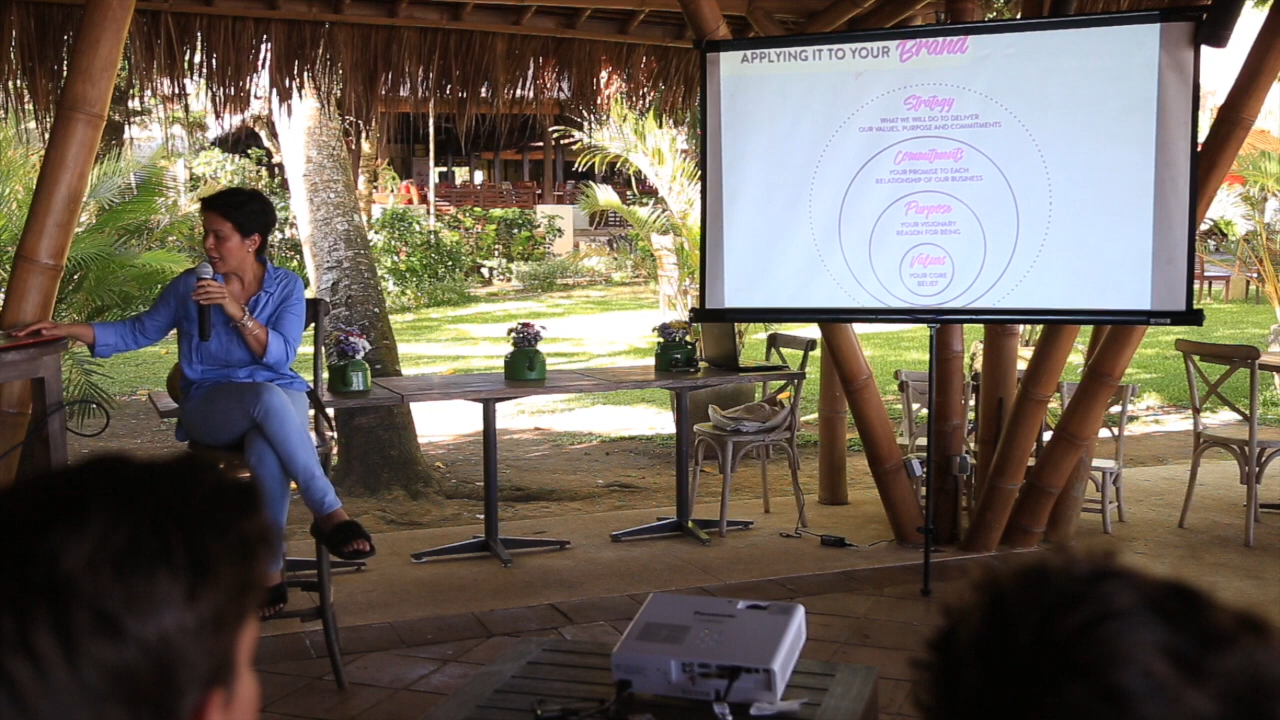 APPLYING IT TO YOUR Brand
Strategy
WHAT WE WILL DO TO DELIVER
OUR VALUES, PURPOSE AND COMMITMENTS
Commitments
YOUR PROMISE TO EACH
RELATIONSHIP OF OUR BUSINESS
Purpose
YOUR VISIONARY
REASON FOR BEING
Values
YOUR CORE
BELIEF
Panasonic